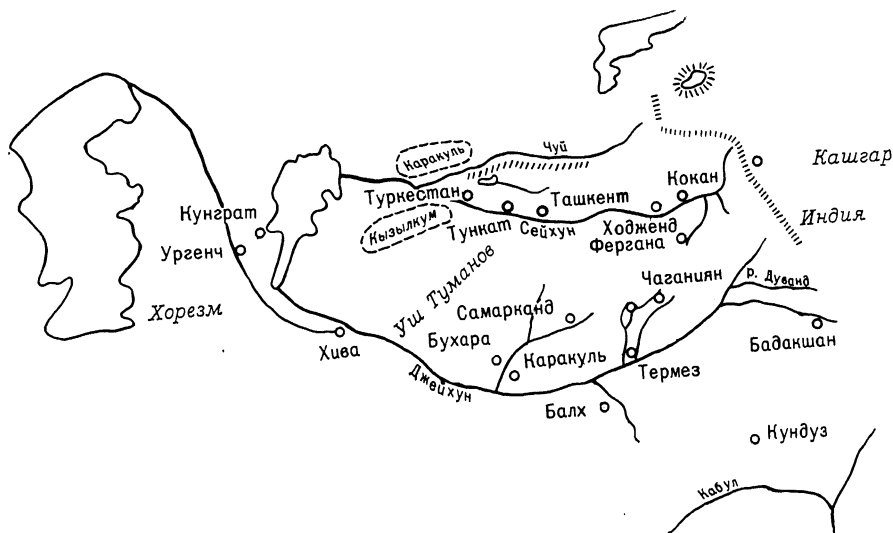 Каракуль
Чуй
Кашгар
Туркестан
Ташкент
Кокан
Кунграт
Кызылкум
Тункат
Сейхун
Ходженд
Индия
Ургенч
Фергана
Чаганиян
р. Дуванд
Хорезм
Уш Туманов
Самарканд
Хива
Бухара
Каракуль
Бадакшан
Джейхун
Термез
Балх
Кундуз
Кабул